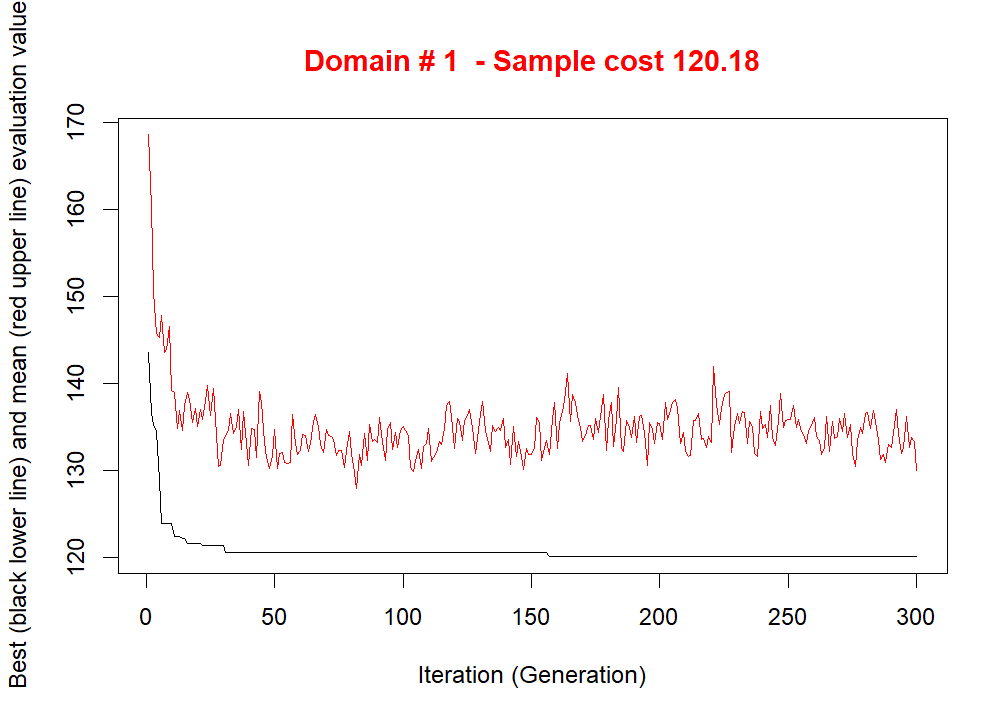 Domain # 1  - Sample cost 120.18
Best (black lower line) and mean (red upper line) evaluation value
170
160
150
140
130
120
0 50 100 150 200 250 300
Iteration (Generation)